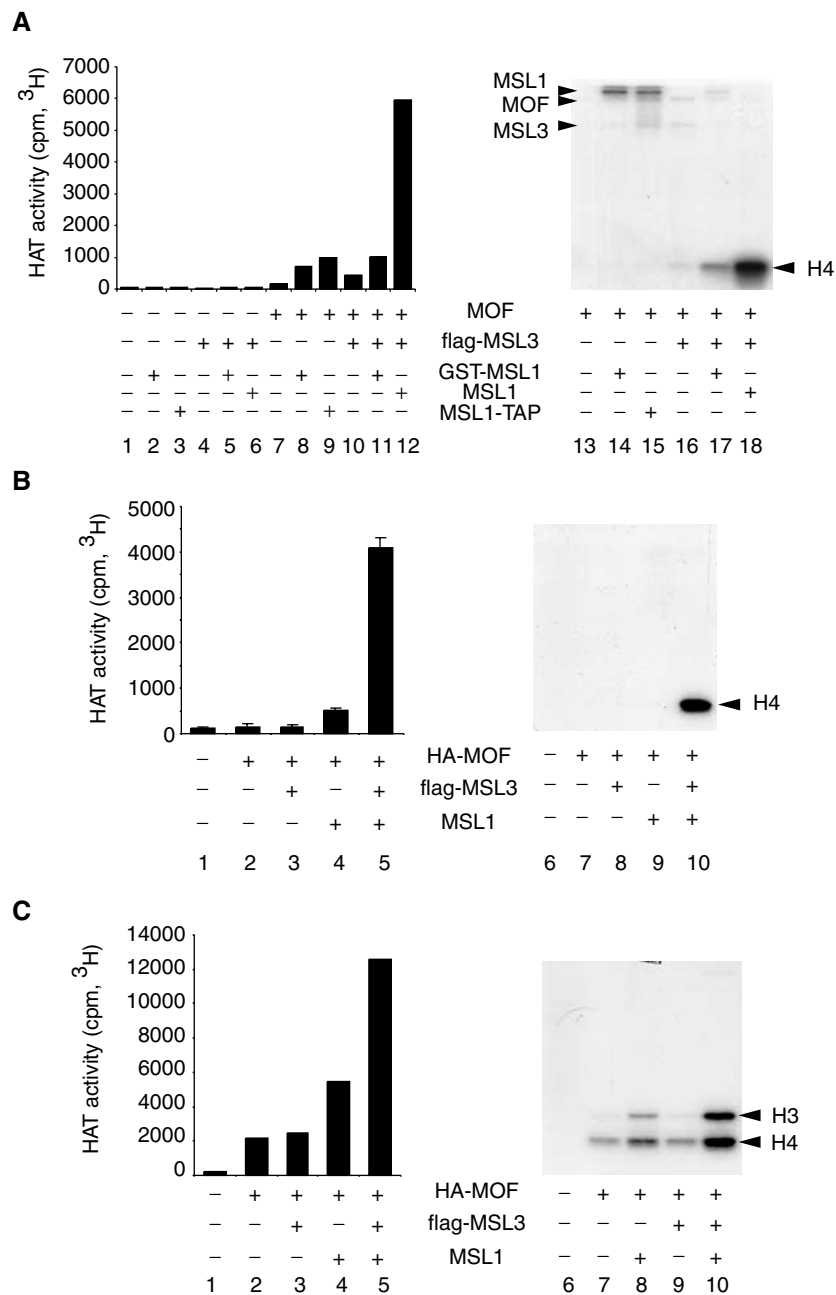 A
HAT activity (cpm, ³H)
7000
6000
5000
4000
3000
2000
1000
0
MSL1
MOF
MSL3
H4
– – – – – – + + + + + + MOF + + + + + +
– – – + + + – – – + + + flag-MSL3 – – – + + +
– + – – + – – + – – + – GST-MSL1 – + – – + –
– – – – – + – – – – – + MSL1 – – – – – +
– – + – – – – – + – – – MSL1-TAP – – + – – –
1 2 3 4 5 6 7 8 9 10 11 12 13 14 15 16 17 18
B
HAT activity (cpm, ³H)
5000
4000
3000
2000
1000
0
H4
– + + + + HA-MOF – + + + +
– – + – + flag-MSL3 – – + – +
– – – + + MSL1 – – – + +
1 2 3 4 5 6 7 8 9 10
C
HAT activity (cpm, ³H)
14000
12000
10000
8000
6000
4000
2000
0
H3
H4
– + + + + HA-MOF – + + + +
– – + – + flag-MSL3 – – – + +
– – – + + MSL1 – – + – +
1 2 3 4 5 6 7 8 9 10